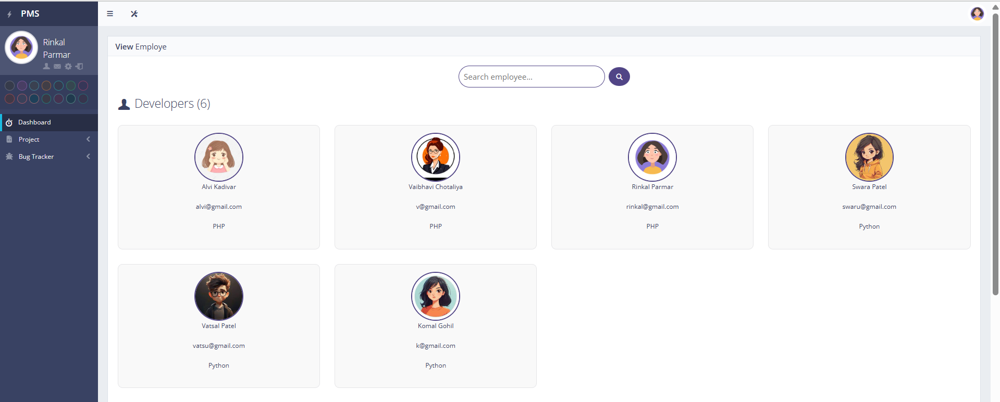 PMS
Rinkal
Parmar
Dashboard
Project
Bug Tracker
View Employe
Search employee...
Developers (6)
Alvi Kadivar
alvi@gmail.com
PHP
Vaibhavi Chotaliya
v@gmail.com
PHP
Rinkal Parmar
rinkal@gmail.com
PHP
Swara Patel
swaru@gmail.com
Python
Vatsal Patel
vatsu@gmail.com
Python
Komal Gohil
k@gmail.com
Python